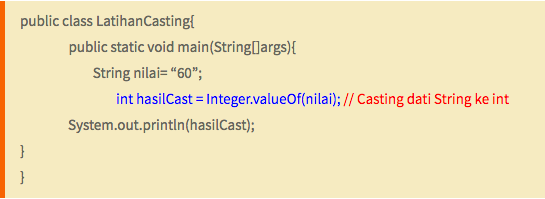 public class LatihanCasting{
public static void main(String[]args){
String nilai= “60”;
int hasilCast = Integer.valueOf(nilai); // Casting dati String ke int
System.out.println(hasilCast);
}
}